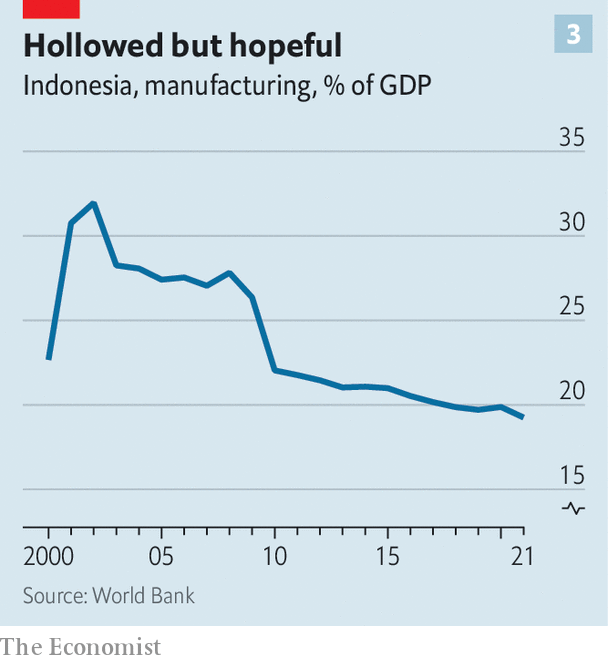 Hollowed but hopeful
3
Indonesia, manufacturing, % of GDP
35
30
25
20
15
2000 05 10 15 21
Source: World Bank
The Economist